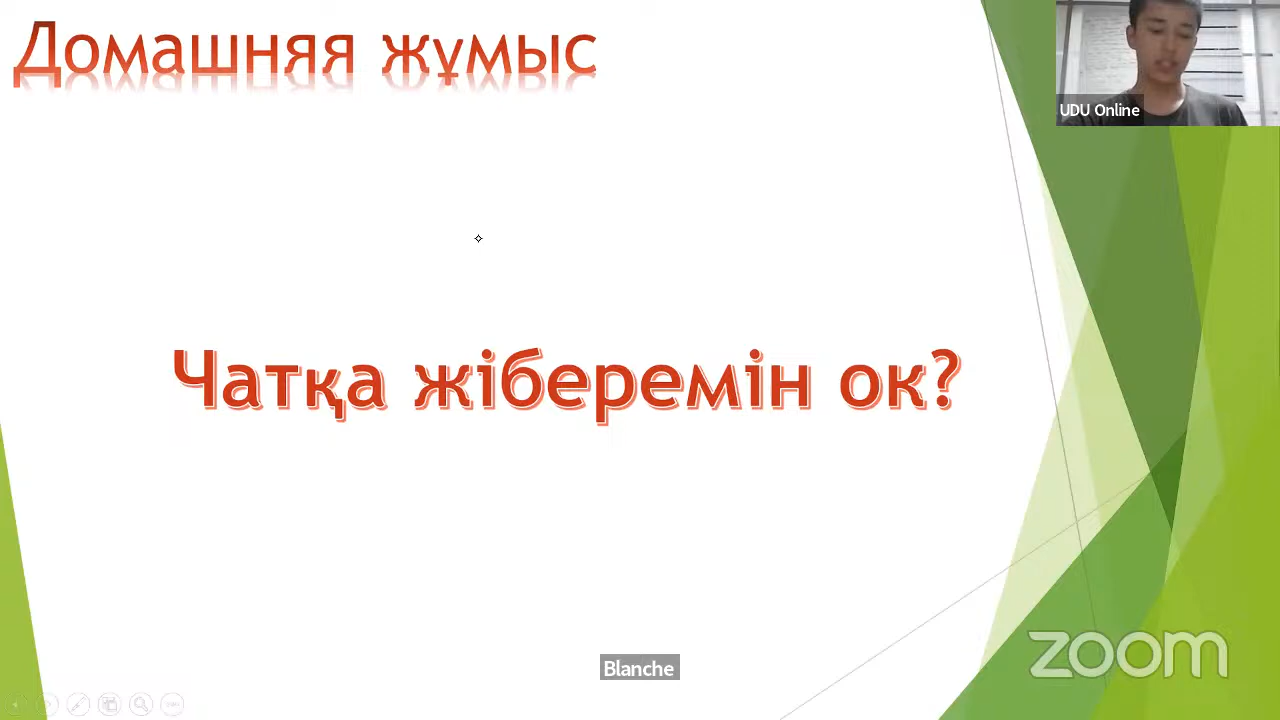 Домашняя жұмыс
UDU Online
Чатқа жіберемін ок?
Blanche
zoom